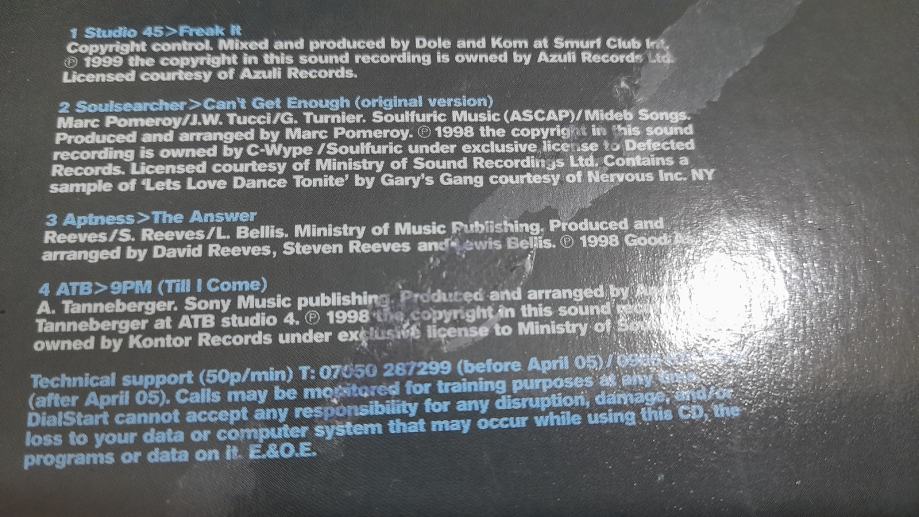 1 Studio 45>Freak It
Copyright control. Mixed and produced by Dole and Kom at Smurf Club Int.
℗ 1999 the copyright in this sound recording is owned by Azuli Records Ltd.
Licensed courtesy of Azuli Records.
2 Soulsearcher>Can't Get Enough (original version)
Marc Pomeroy/J.W. Tucci/G. Turnier. Soulfuric Music (ASCAP)/Mideb Songs.
Produced and arranged by Marc Pomeroy. ℗ 1998 the copyright in this sound
recording is owned by C-Wype /Soulfuric under exclusive license to Defected
Records. Licensed courtesy of Ministry of Sound Recordings Ltd. Contains a
sample of 'Lets Love Dance Tonite' by Gary's Gang courtesy of Nervous Inc. NY
3 Aptness>The Answer
Reeves/S. Reeves/L. Bellis. Ministry of Music Publishing. Produced and
arranged by David Reeves, Steven Reeves and Lewis Bellis. ℗ 1998 Good
4 ATB>9PM (Till I Come)
A. Tanneberger. Sony Music publishing. Produced and arranged by
Tanneberger at ATB studio 4. ℗ 1998 the copyright in this sound
owned by Kontor Records under exclusive license to Ministry of
Technical support (50p/min) T: 07050 287299 (before April 05)/
(after April 05). Calls may be monitored for training purposes at any time.
DialStart cannot accept any responsibility for any disruption, damage, and/or
loss to your data or computer system that may occur while using this CD, the
programs or data on it. E.&O.E.